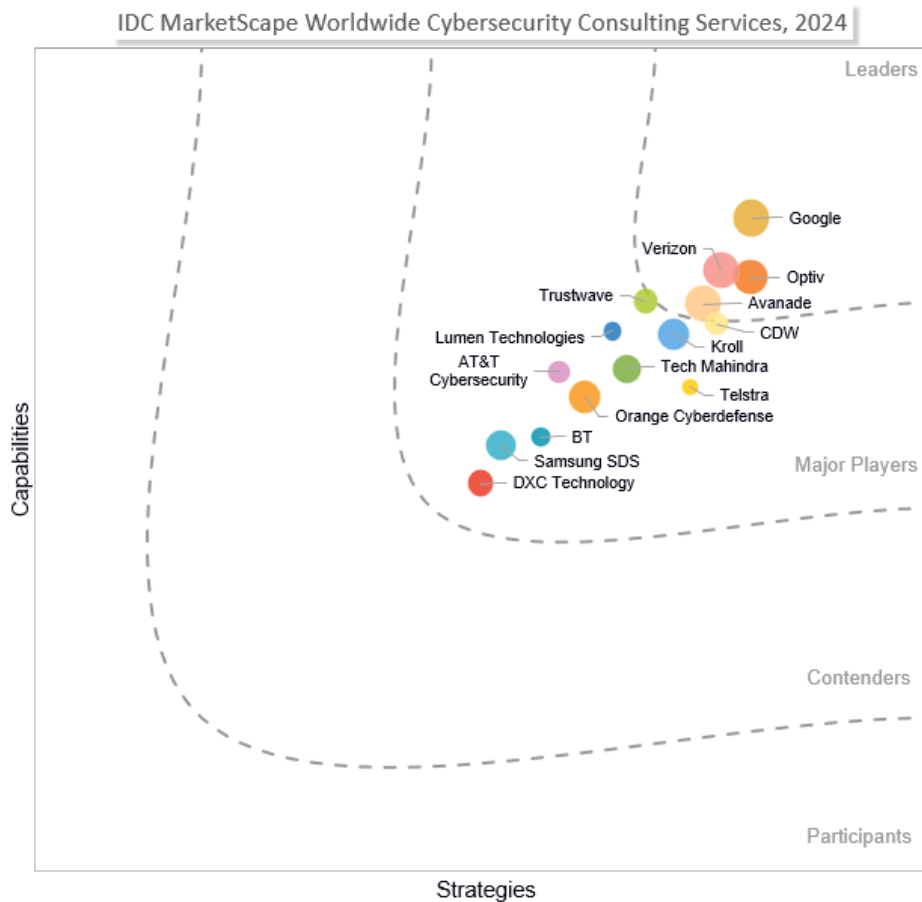 IDC MarketScape Worldwide Cybersecurity Consulting Services, 2024
Leaders
Google
Verizon
Optiv
Trustwave
Avanade
CDW
Lumen Technologies
Kroll
AT&T
Cybersecurity
Tech Mahindra
Telstra
Orange Cyberdefense
BT
Samsung SDS
Major Players
DXC Technology
Capabilities
Contenders
Participants
Strategies